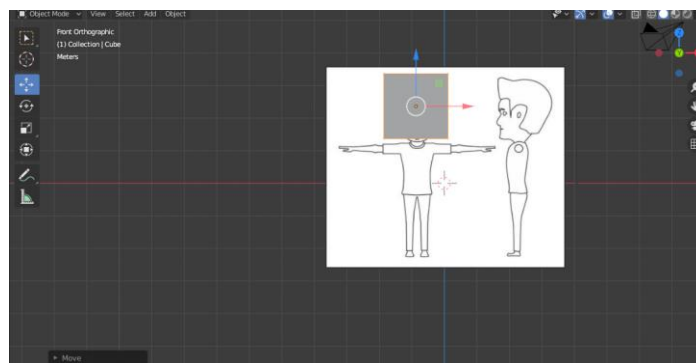 Object Mode View Select Add Object
Front Orthographic
(1) Collection | Cube
Meters
Z
Y
Move